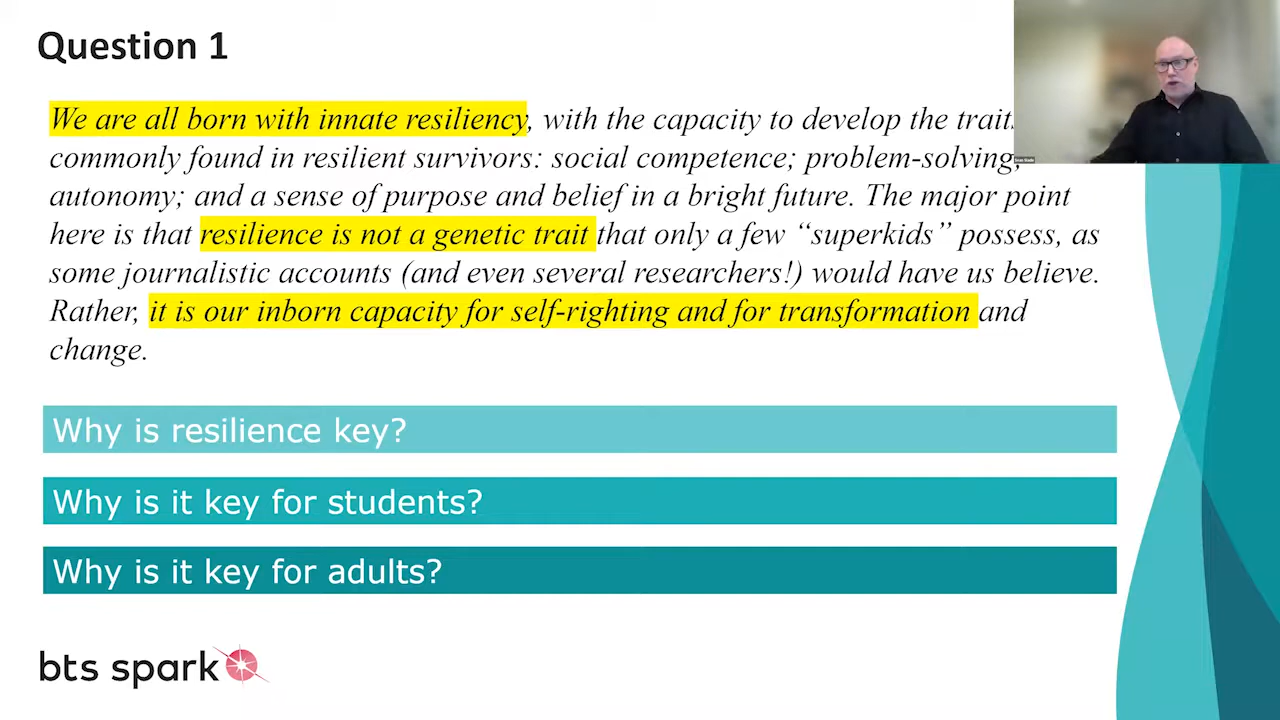 Question 1
We are all born with innate resiliency, with the capacity to develop the traits
commonly found in resilient survivors: social competence; problem-solving;
autonomy; and a sense of purpose and belief in a bright future. The major point
here is that resilience is not a genetic trait that only a few “superkids” possess, as
some journalistic accounts (and even several researchers!) would have us believe.
Rather, it is our inborn capacity for self-righting and for transformation and
change.
Why is resilience key?
Why is it key for students?
Why is it key for adults?
bts spark